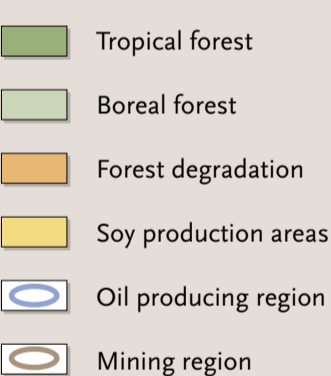 Tropical forest
Boreal forest
Forest degradation
Soy production areas
Oil producing region
Mining region